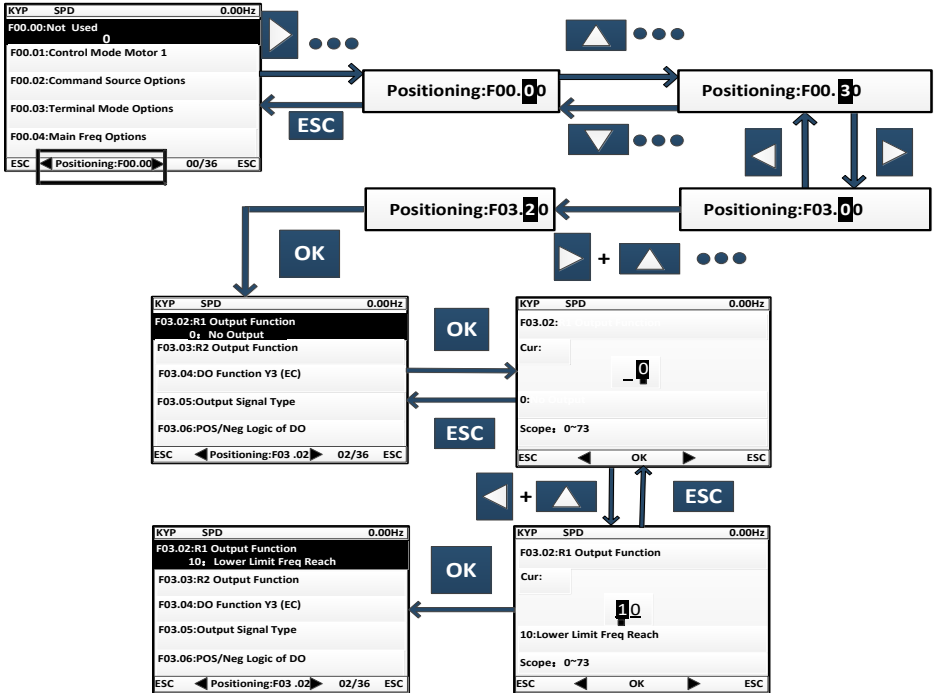 KYP SPD 0.00Hz
F00.00:Not Used
0
F00.01:Control Mode Motor 1
F00.02:Command Source Options
F00.03:Terminal Mode Options
F00.04:Main Freq Options
ESC Positioning:F00.00 00/36 ESC
ESC
Positioning:F00.00
Positioning:F00.30
Positioning:F03.20
Positioning:F03.00
+
OK
KYP SPD 0.00Hz
F03.02:R1 Output Function
0：No Output
F03.03:R2 Output Function
F03.04:DO Function Y3 (EC)
F03.05:Output Signal Type
F03.06:POS/Neg Logic of DO
ESC Positioning:F03 .02 02/36 ESC
OK
ESC
KYP SPD 0.00Hz
F03.02:
Cur:
_0
0:
Scope：0~73
ESC OK ESC
+
ESC
KYP SPD 0.00Hz
F03.02:R1 Output Function
10：Lower Limit Freq Reach
F03.03:R2 Output Function
F03.04:DO Function Y3 (EC)
F03.05:Output Signal Type
F03.06:POS/Neg Logic of DO
ESC Positioning:F03 .02 02/36 ESC
OK
KYP SPD 0.00Hz
F03.02:R1 Output Function
Cur:
10
10:Lower Limit Freq Reach
Scope：0~73
ESC OK ESC